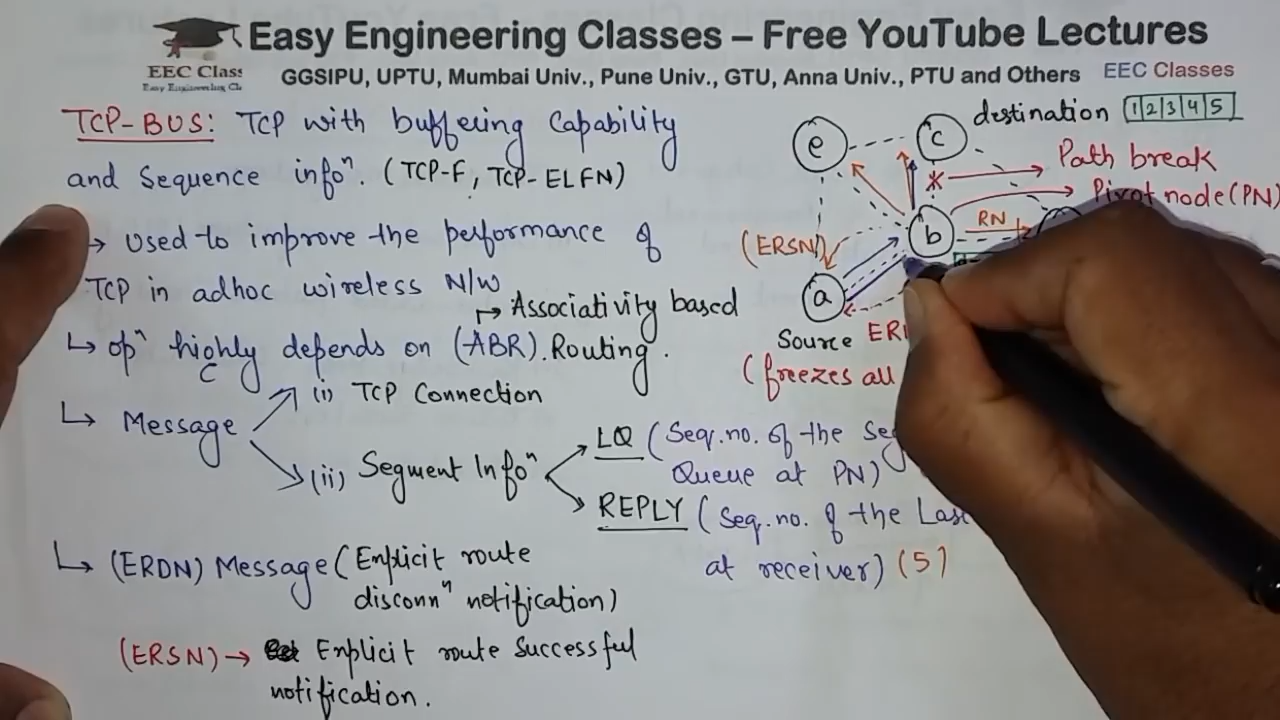 Easy Engineering Classes – Free YouTube Lectures
EEC Class
Easy Engineering Cl
GGSIPU, UPTU, Mumbai Univ., Pune Univ., GTU, Anna Univ., PTU and Others
EEC Classes
TCP-BUS: TCP with buffering Capability
and Sequence infoⁿ. (TCP-F, TCP-ELFN)
→ Used to improve the performance of
TCP in adhoc wireless N/W
↳ opⁿ highly depends on (ABR). Routing.
↦ Associativity based
C
↳ Message
(i) TCP Connection
(ii) Segment Infoⁿ
LQ (Seq. no. of the Seg
Queue at PN)
REPLY (Seq. no. of the Last
at receiver) (5)
↳ (ERDN) Message (Explicit route
disconnⁿ notification)
(ERSN) → Explicit route Successful
notification.
destination 1 2 3 4 5
e
c
Path break
Pivot node (PN)
RN
b
(ERSN)
a
Source ER
(freezes all